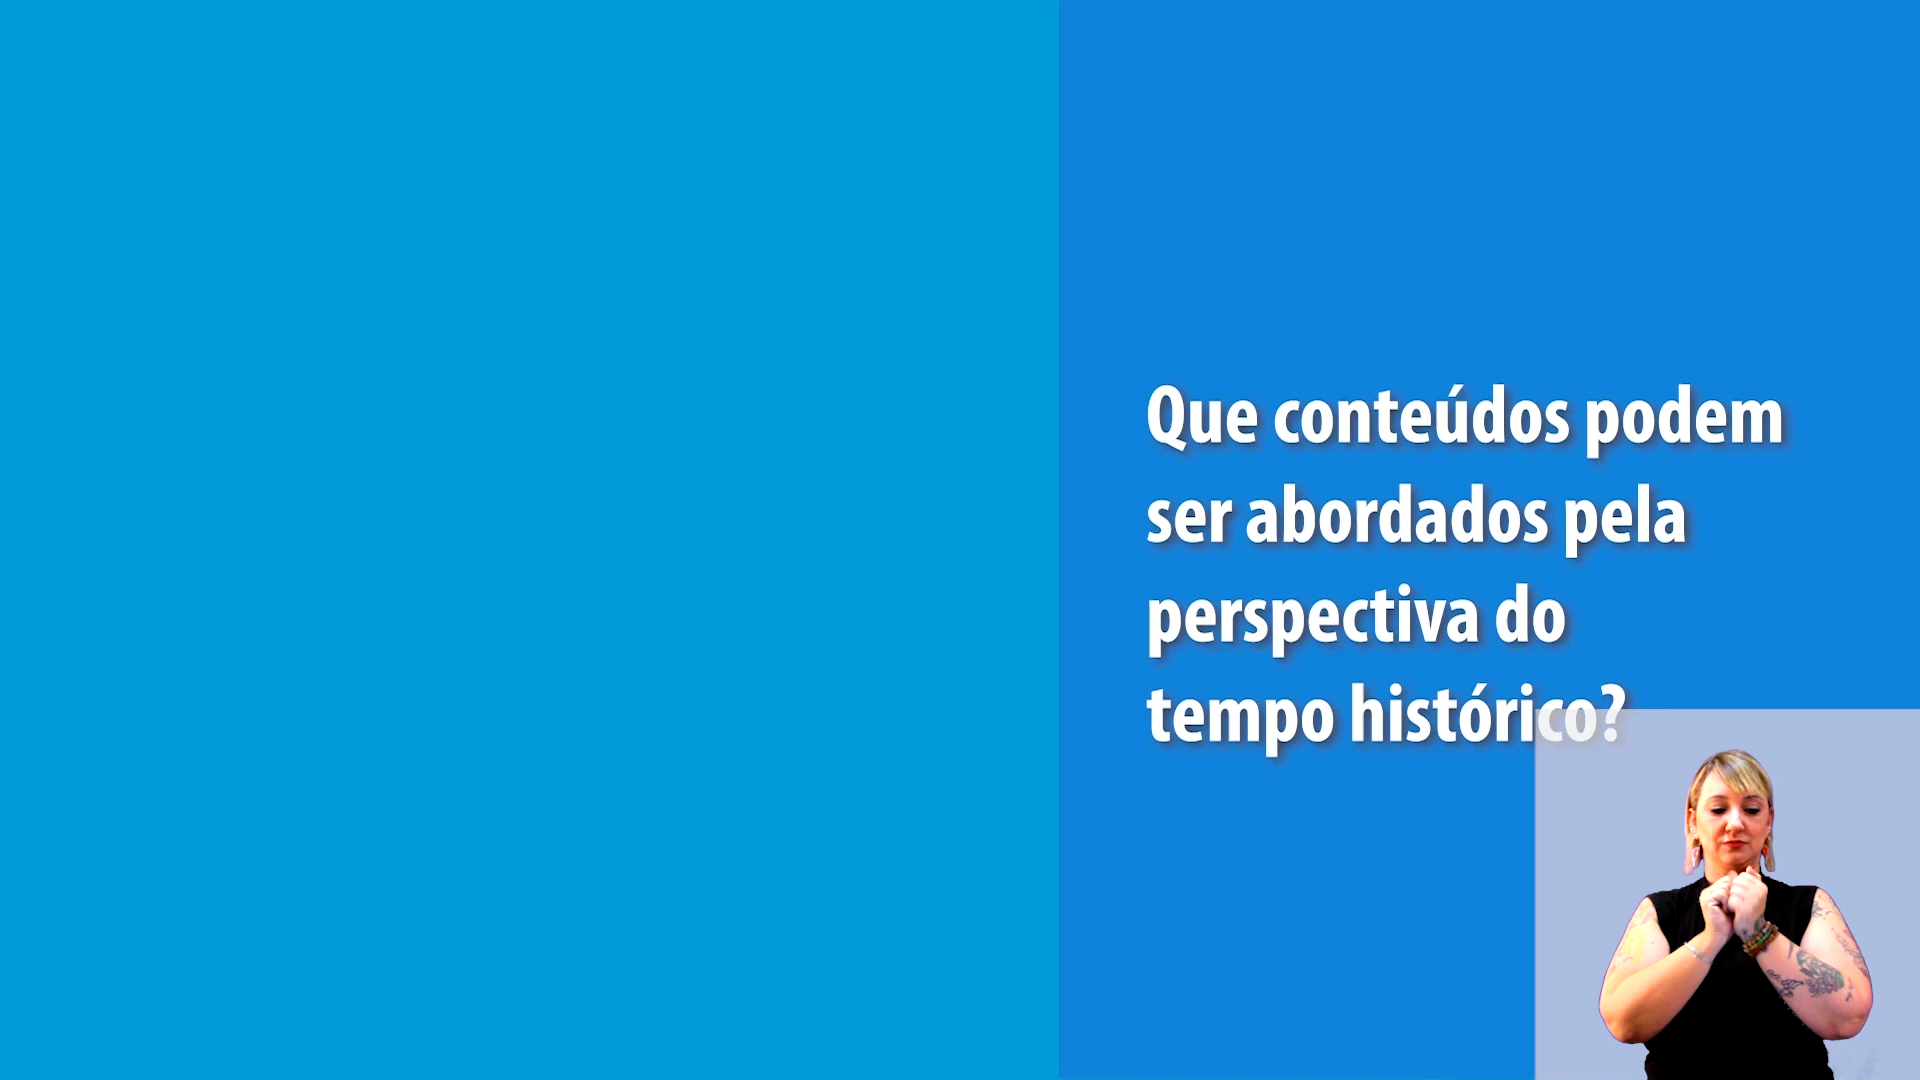 Que conteúdos podem
ser abordados pela
perspectiva do
tempo histórico?